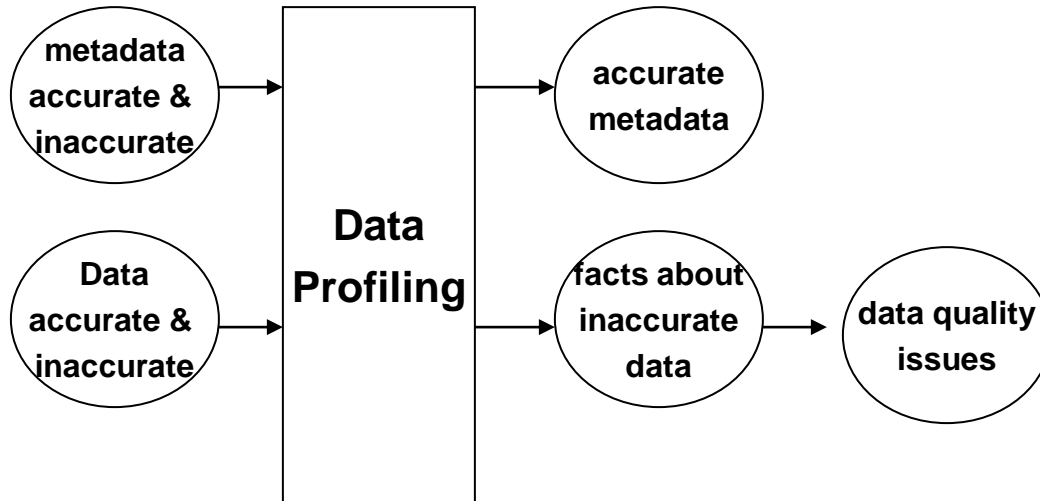 metadata
accurate &
inaccurate
Data
accurate &
inaccurate
Data
Profiling
accurate
metadata
facts about
inaccurate
data
data quality
issues